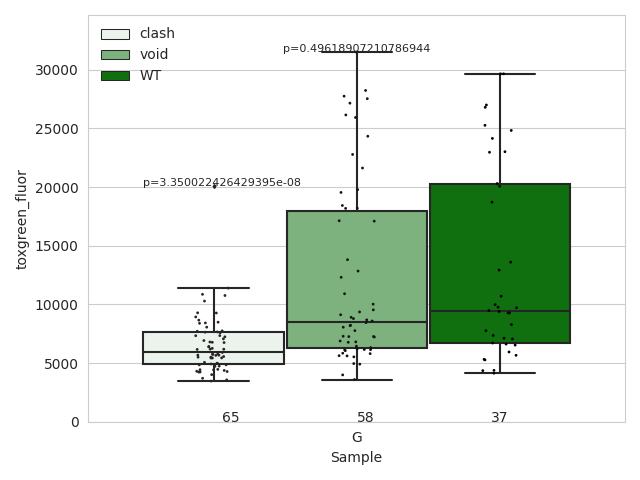 clash
void
WT
p=0.49618907210786944
p=3.350022426429395e-08
30000
25000
20000
15000
10000
5000
0
toxgreen_fluor
65 58 37
G
Sample